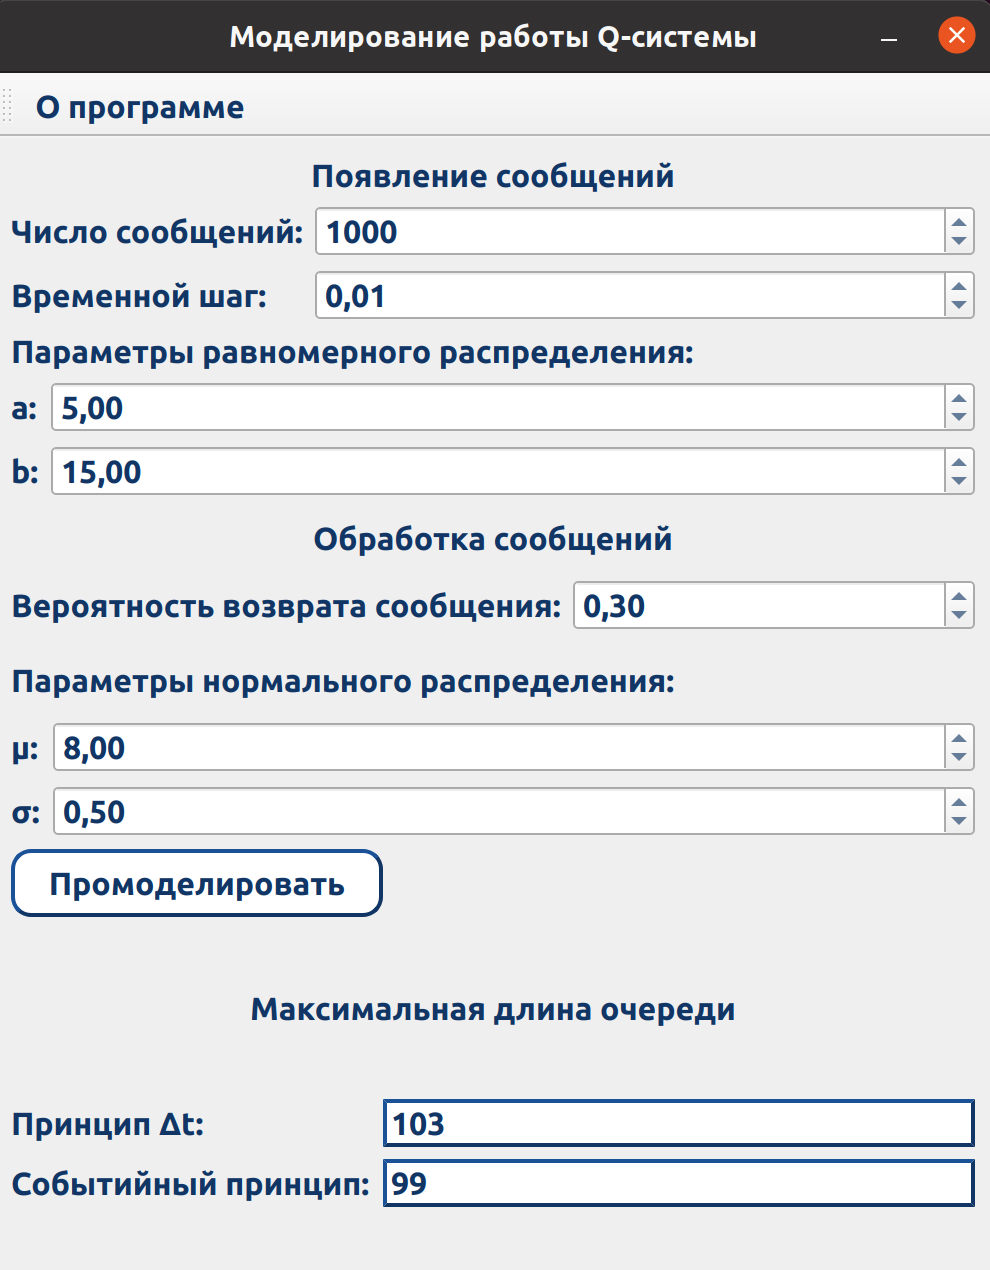 Моделирование работы Q-системы
О программе
Появление сообщений
Число сообщений: 1000
Временной шаг: 0,01
Параметры равномерного распределения:
a: 5,00
b: 15,00
Обработка сообщений
Вероятность возврата сообщения: 0,30
Параметры нормального распределения:
μ: 8,00
σ: 0,50
Промоделировать
Максимальная длина очереди
Принцип Δt: 103
Событийный принцип: 99